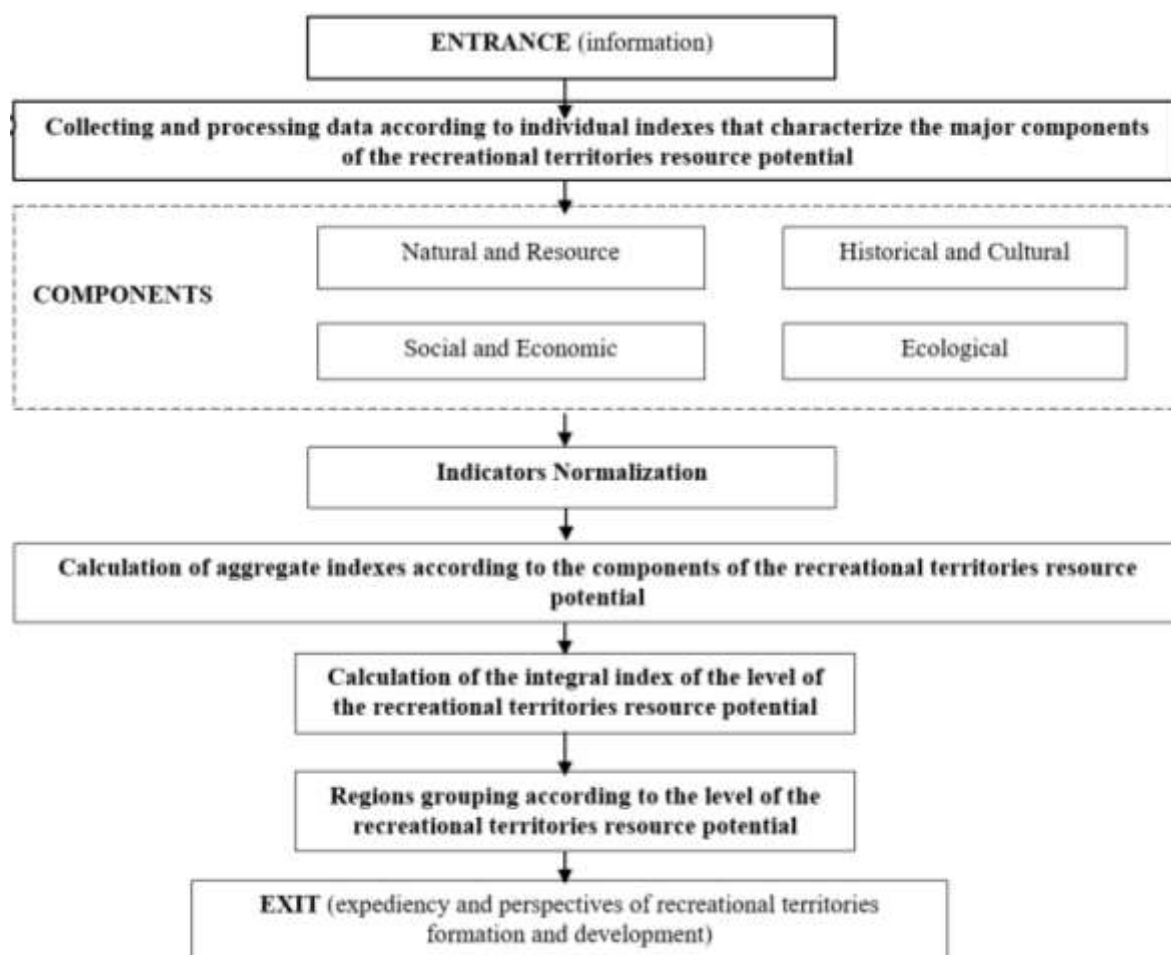 ENTRANCE (information)
Collecting and processing data according to individual indexes that characterize the major components
of the recreational territories resource potential
Natural and Resource
Historical and Cultural
COMPONENTS
Social and Economic
Ecological
Indicators Normalization
Calculation of aggregate indexes according to the components of the recreational territories resource
potential
Calculation of the integral index of the level of
the recreational territories resource potential
Regions grouping according to the level of the
recreational territories resource potential
EXIT (expediency and perspectives of recreational territories
formation and development)